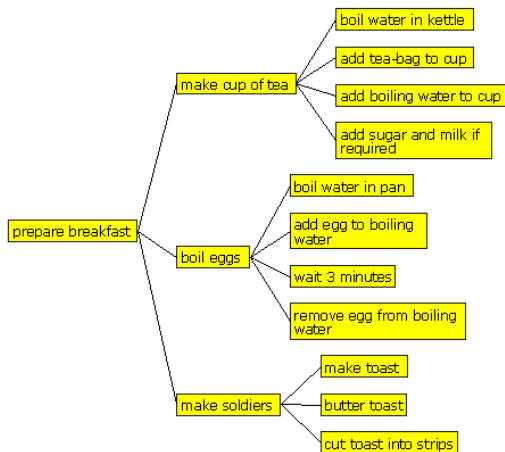 boil water in kettle
add tea-bag to cup
make cup of tea
add boiling water to cup
add sugar and milk if
required
boil water in pan
prepare breakfast
add egg to boiling
water
boil eggs
wait 3 minutes
remove egg from boiling
water
make toast
make soldiers
butter toast
cut toast into strips